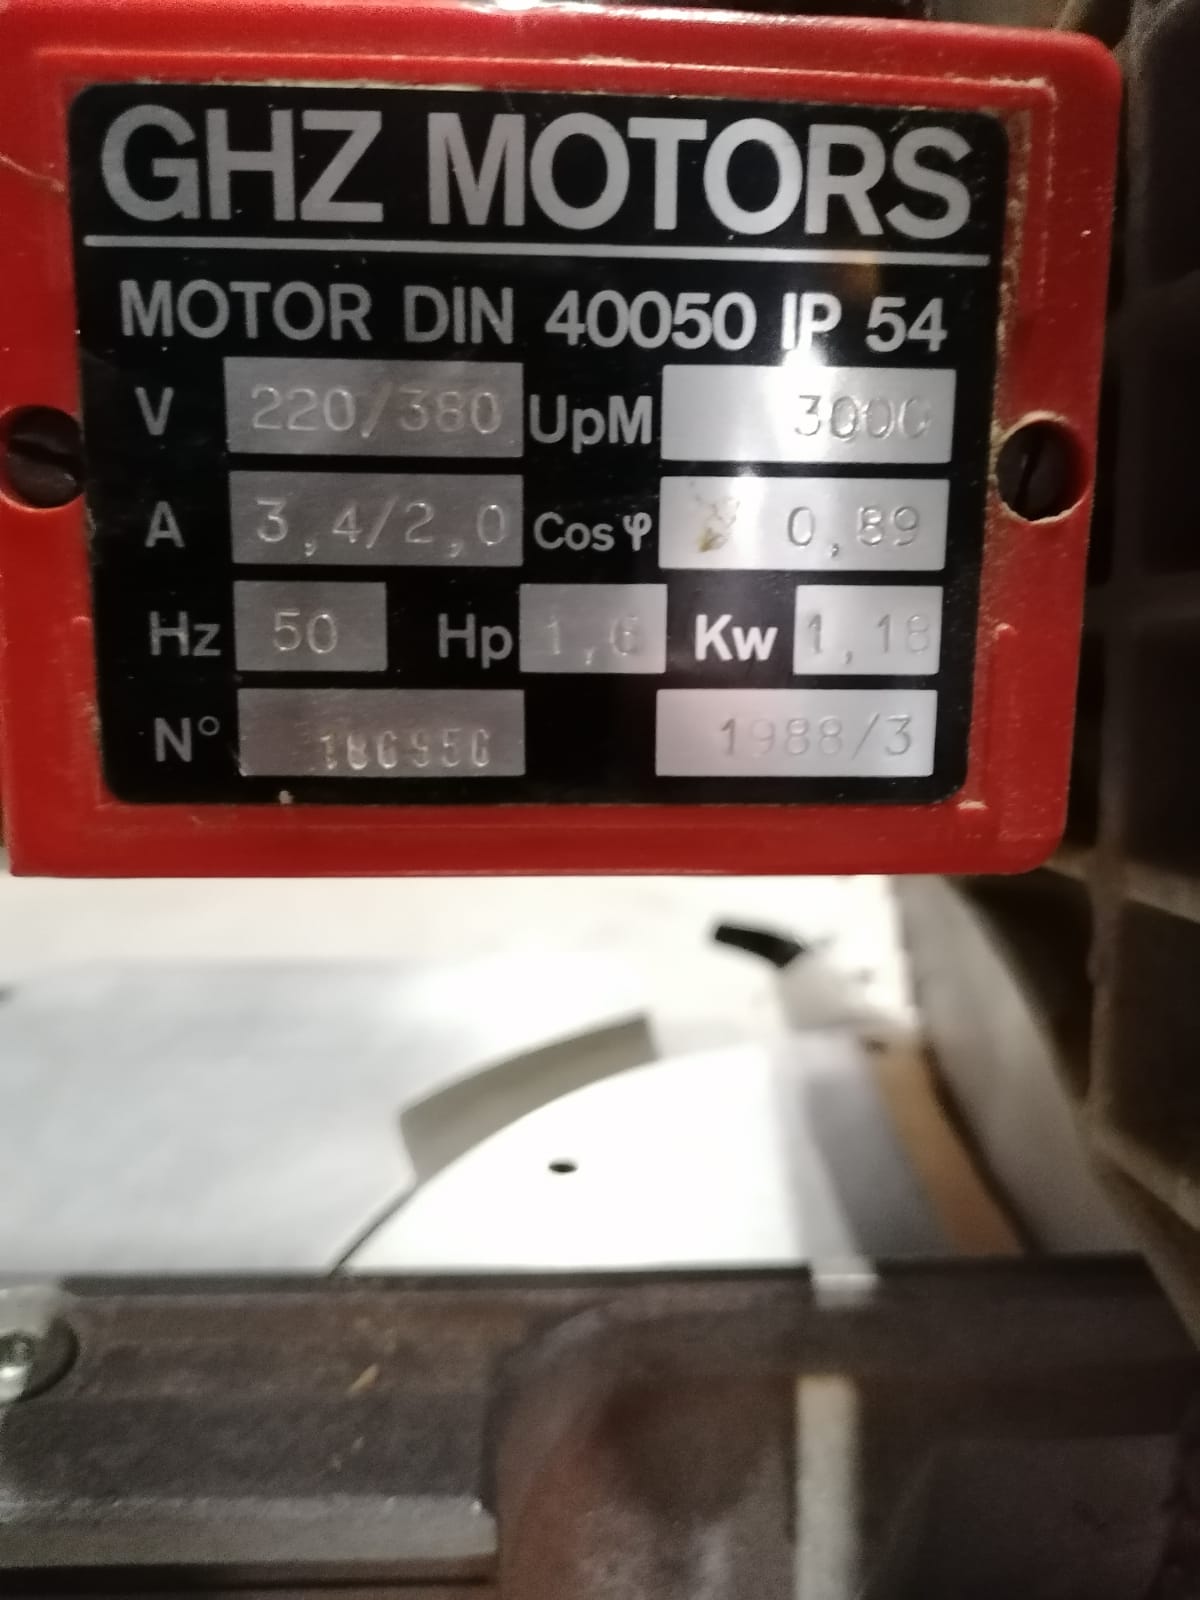 GHZ MOTORS
MOTOR DIN 40050 IP 54
V 220/380 UpM 3000
A 3,4/2,0 Cos φ 0,89
Hz 50 Hp 1,6 Kw 1,18
N° 1988/3